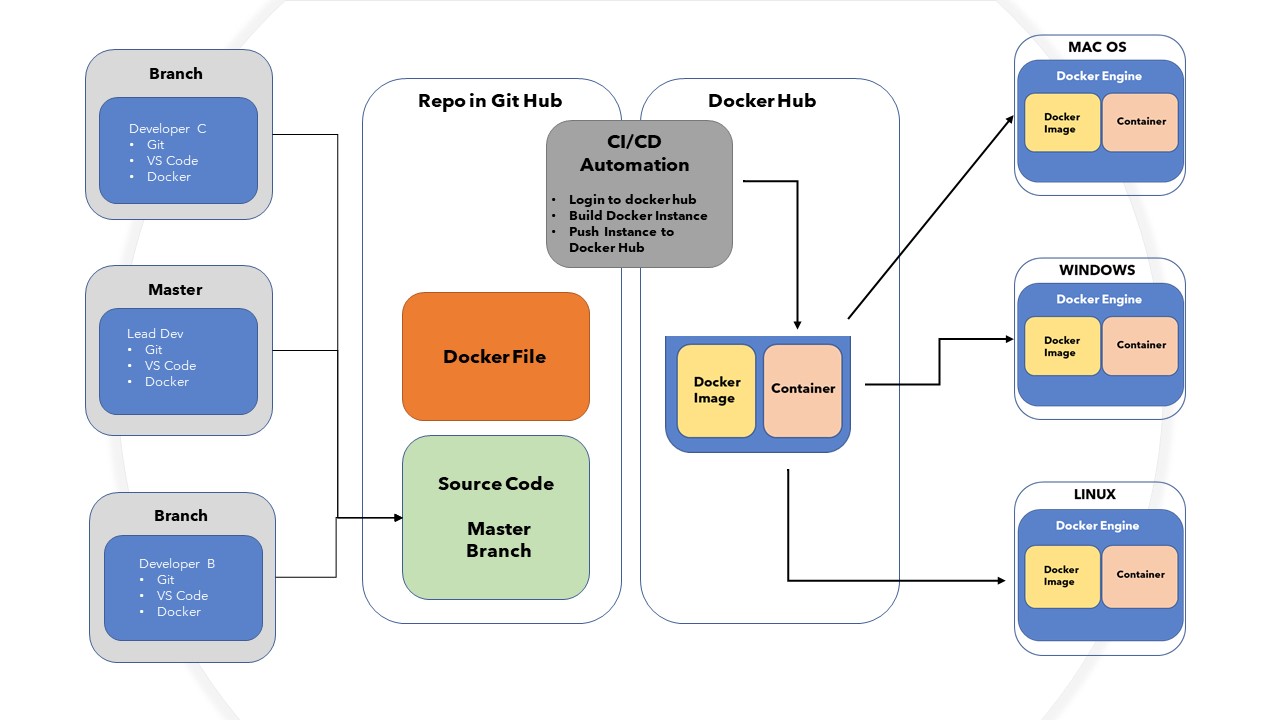 Branch
Developer C
• Git
• VS Code
• Docker
Master
Lead Dev
• Git
• VS Code
• Docker
Branch
Developer B
• Git
• VS Code
• Docker
Repo in Git Hub
Docker Hub
CI/CD
Automation
• Login to docker hub
• Build Docker Instance
• Push Instance to
Docker Hub
Docker File
Source Code
Master
Branch
Docker
Image
Container
MAC OS
Docker Engine
Docker
Image
Container
WINDOWS
Docker Engine
Docker
Image
Container
LINUX
Docker Engine
Docker
Image
Container